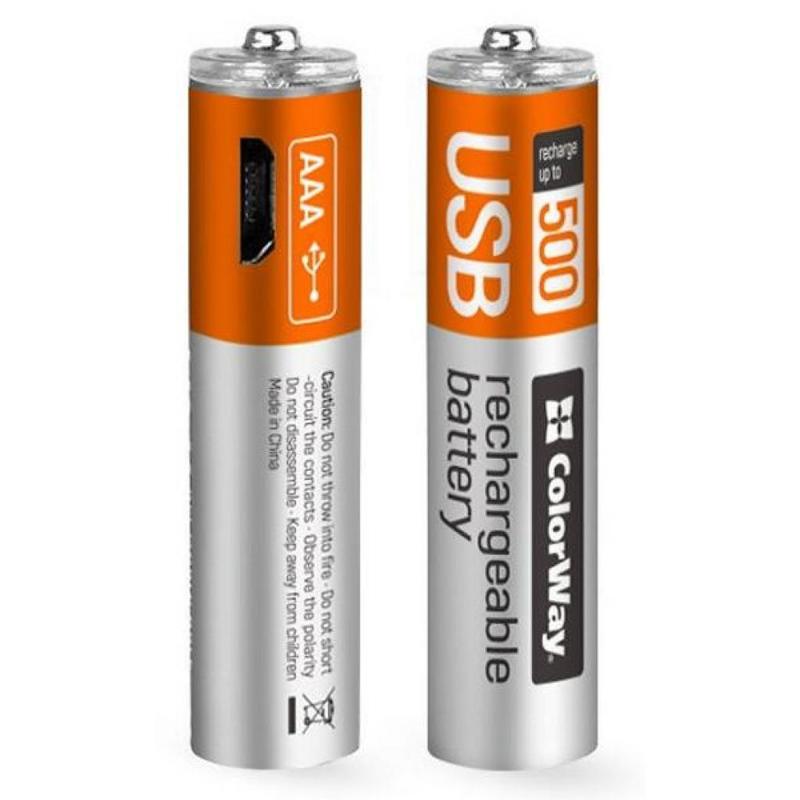 AAA
Caution: Do not throw into fire - Do not short
-circuit the contacts - Observe the polarity
Do not disassemble - Keep away from children
Made in China
recharge
up to
500
USB
ColorWay.
rechargeable
battery